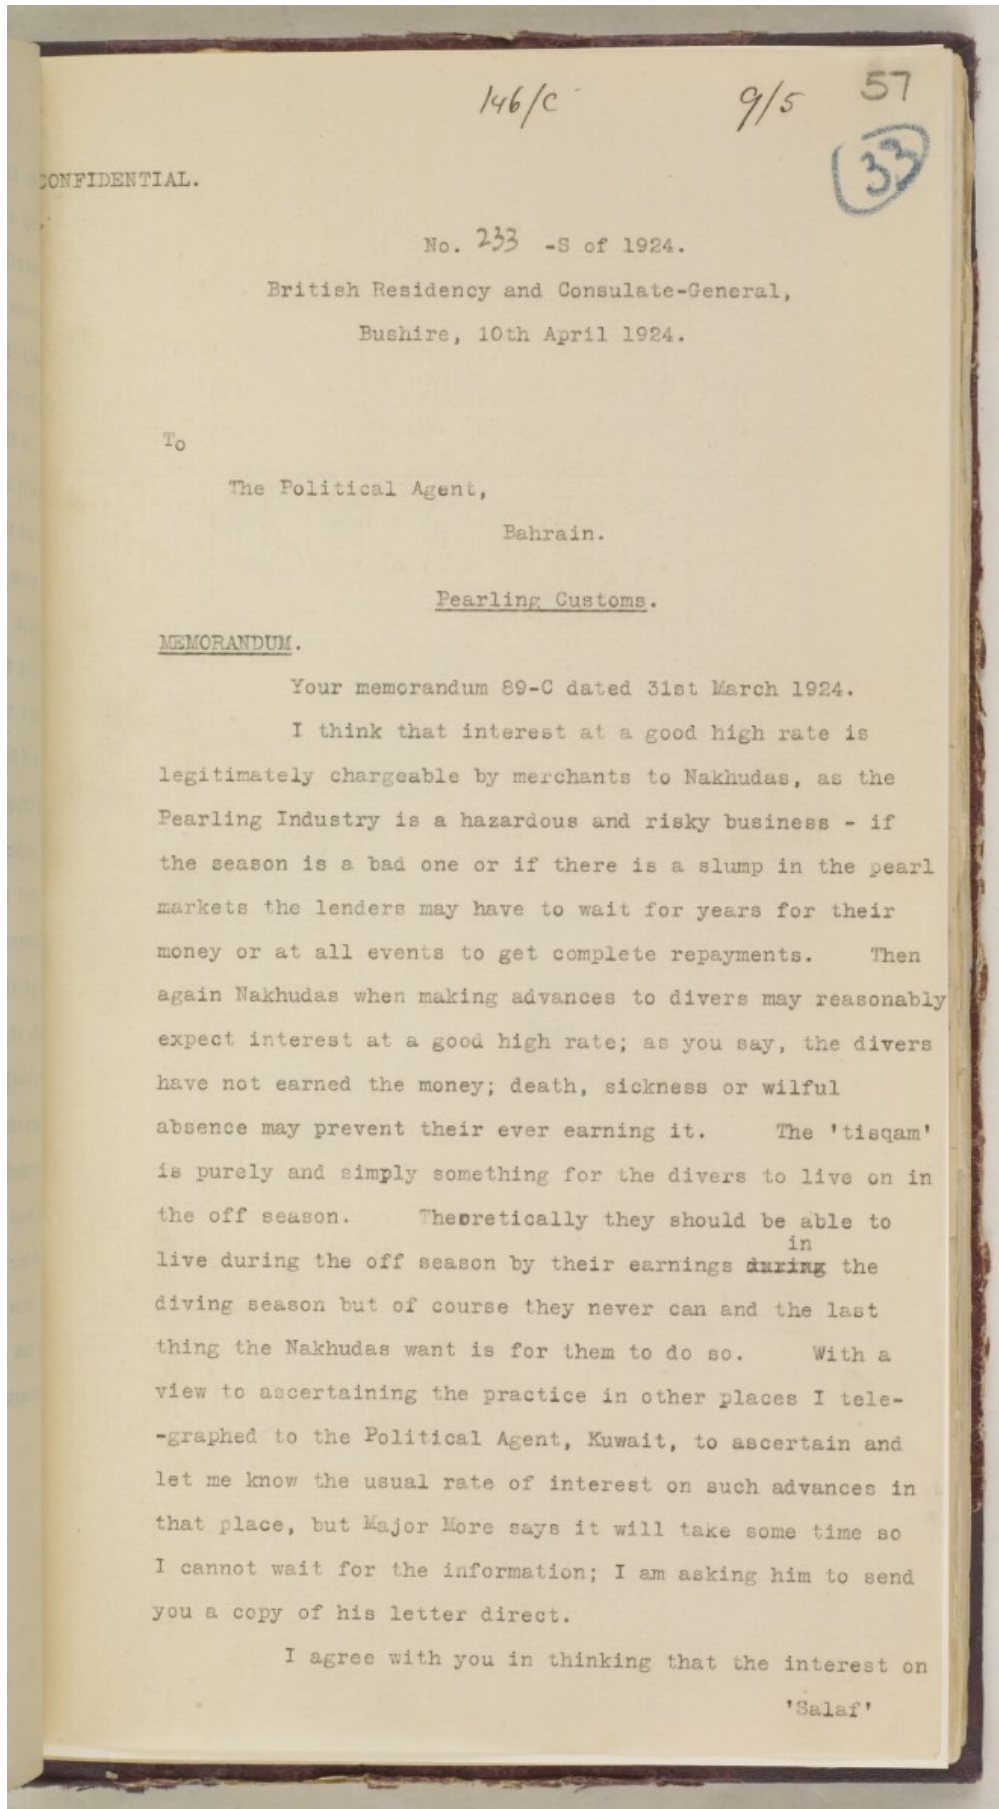 146/C 9/5 57
33
CONFIDENTIAL.
No. 233 -S of 1924.
British Residency and Consulate-General,
Bushire, 10th April 1924.
To
The Political Agent,
Bahrain.
Pearling Customs.
MEMORANDUM.
Your memorandum 89-C dated 31st March 1924.
I think that interest at a good high rate is
legitimately chargeable by merchants to Nakhudas, as the
Pearling Industry is a hazardous and risky business - if
the season is a bad one or if there is a slump in the pearl
markets the lenders may have to wait for years for their
money or at all events to get complete repayments. Then
again Nakhudas when making advances to divers may reasonably
expect interest at a good high rate; as you say, the divers
have not earned the money; death, sickness or wilful
absence may prevent their ever earning it. The 'tisqam'
is purely and simply something for the divers to live on in
the off season. Theoretically they should be able to
in
live during the off season by their earnings during the
diving season but of course they never can and the last
thing the Nakhudas want is for them to do so. With a
view to ascertaining the practice in other places I tele-
-graphed to the Political Agent, Kuwait, to ascertain and
let me know the usual rate of interest on such advances in
that place, but Major More says it will take some time so
I cannot wait for the information; I am asking him to send
you a copy of his letter direct.
I agree with you in thinking that the interest on
'Salaf'